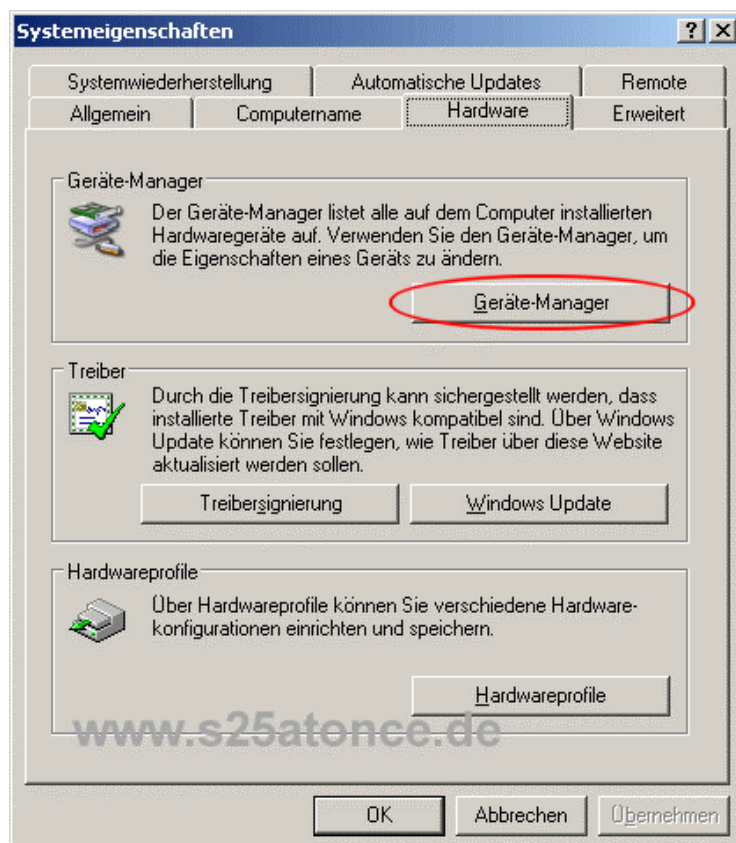 Systemeigenschaften
Systemwiederherstellung Automatische Updates Remote
Allgemein Computername Hardware Erweitert
Geräte-Manager
Der Geräte-Manager listet alle auf dem Computer installierten
Hardwaregeräte auf. Verwenden Sie den Geräte-Manager, um
die Eigenschaften eines Geräts zu ändern.
Geräte-Manager
Treiber
Durch die Treibersignierung kann sichergestellt werden, dass
installierte Treiber mit Windows kompatibel sind. Über Windows
Update können Sie festlegen, wie Treiber über diese Website
aktualisiert werden sollen.
Treibersignierung Windows Update
Hardwareprofile
Über Hardwareprofile können Sie verschiedene Hardware-
konfigurationen einrichten und speichern.
Hardwareprofile
www.s25atonce.de
OK Abbrechen Übernehmen